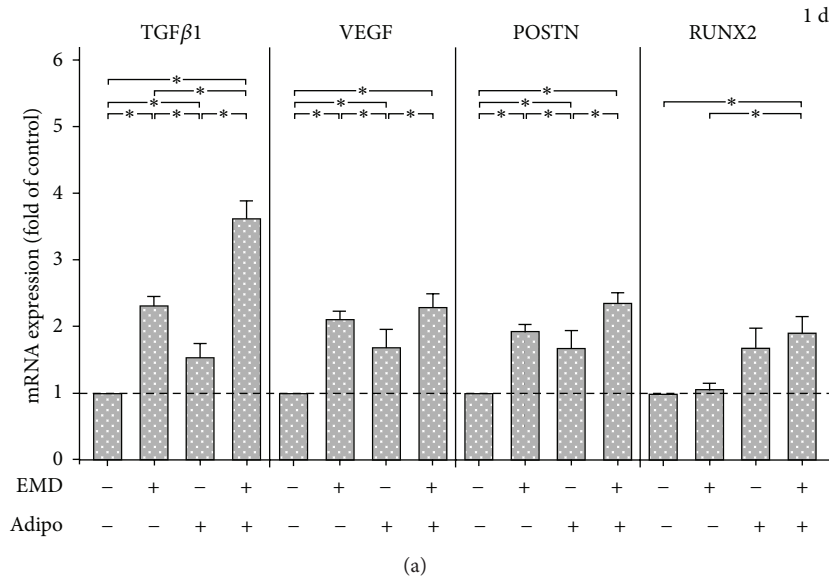 1 d
TGFβ1 VEGF POSTN RUNX2
6
5
4
3
2
1
0
mRNA expression (fold of control)
* * * *
* * * *
* * *
* * * * * * * * * *
EMD − + − + − + − + − + − + − + − +
Adipo − − + + − − + + − − + + − − + +
(a)